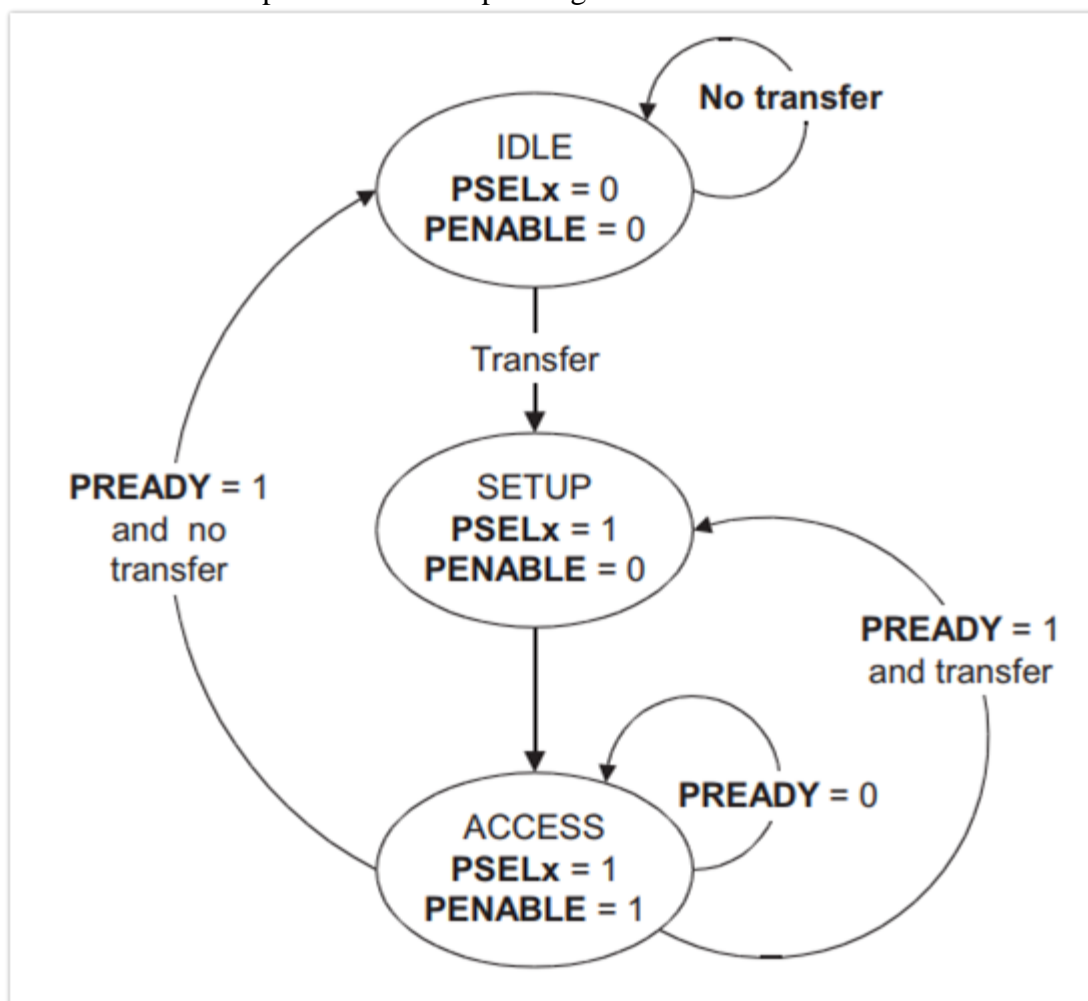 No transfer
IDLE
PSELx = 0
PENABLE = 0
Transfer
PREADY = 1
and no
transfer
SETUP
PSELx = 1
PENABLE = 0
PREADY = 1
and transfer
PREADY = 0
ACCESS
PSELx = 1
PENABLE = 1